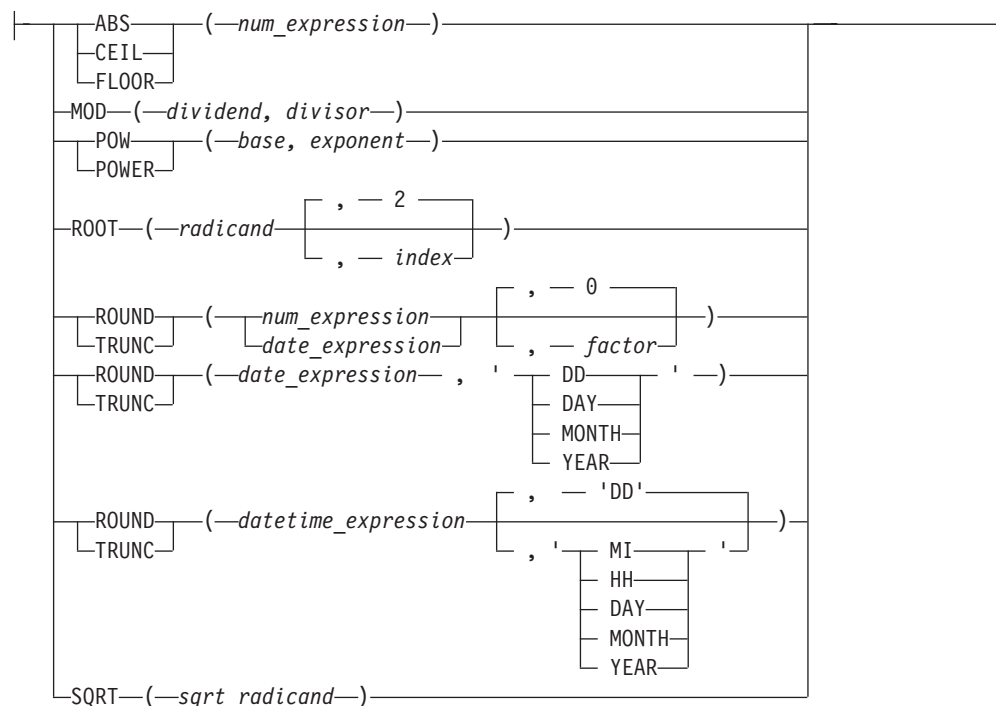 ABS ( num_expression )
CEIL
FLOOR
MOD ( dividend, divisor )
POW ( base, exponent )
POWER
, 2
ROOT ( radicand )
, index
, 0
ROUND ( num_expression )
TRUNC date_expression , factor
ROUND ( date_expression , ' DD ' )
TRUNC DAY
MONTH
YEAR
, 'DD'
ROUND ( datetime_expression )
TRUNC , ' MI '
HH
DAY
MONTH
YEAR
SQRT ( sqrt_radicand )